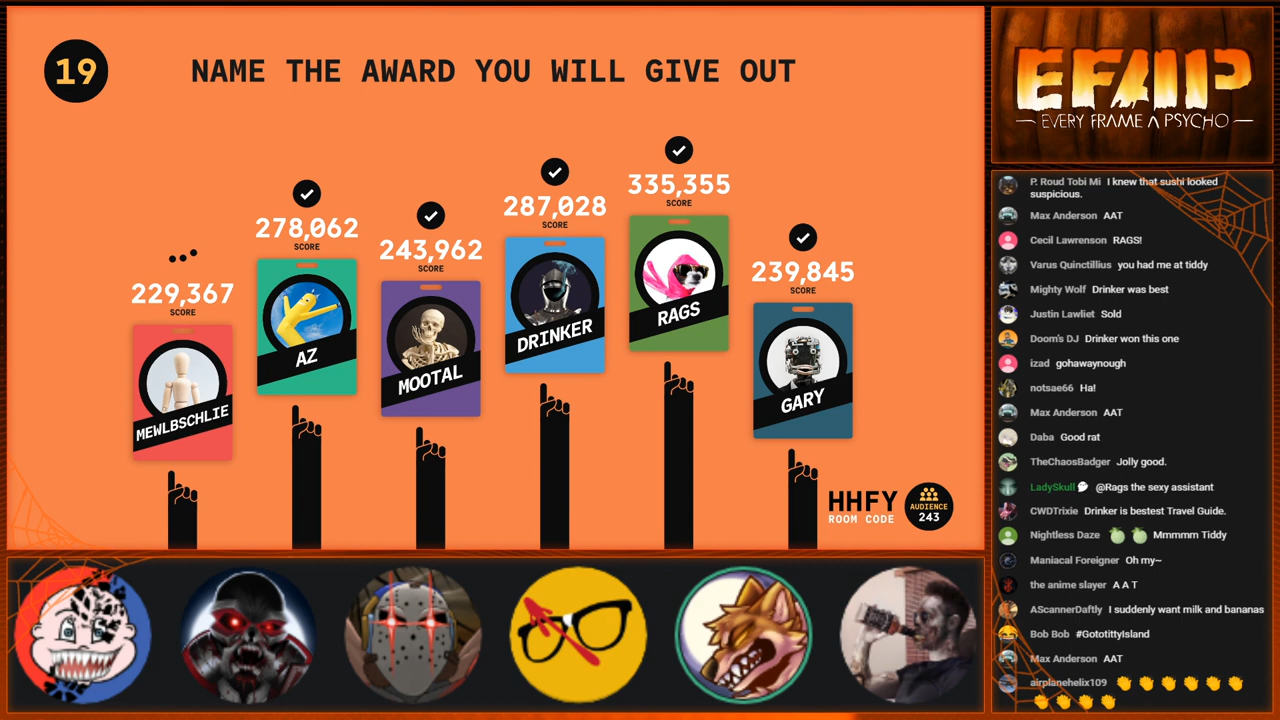 19
NAME THE AWARD YOU WILL GIVE OUT
229,367
SCORE
MEWLBSCHLIE
278,062
SCORE
AZ
243,962
SCORE
MOOTAL
287,028
SCORE
DRINKER
335,355
SCORE
RAGS
239,845
SCORE
GARY
HHFY
ROOM CODE
AUDIENCE
243
EFAP
EVERY FRAME A PSYCHO
P. Roud Tobi Mi I knew that sushi looked
suspicious.
Max Anderson AAT
Cecil Lawrenson RAGS!
Varus Quinctillius you had me at tiddy
Mighty Wolf Drinker was best
Justin Lawliet Sold
Doom's DJ Drinker won this one
izad gohawaynough
notsae66 Ha!
Max Anderson AAT
Daba Good rat
TheChaosBadger Jolly good.
LadySkull @Rags the sexy assistant
CWDTrixie Drinker is bestest Travel Guide.
Nightless Daze Mmmmm Tiddy
Maniacal Foreigner Oh my~
the anime slayer A A T
AScannerDaftly I suddenly want milk and bananas
Bob Bob #GototittyIsland
Max Anderson AAT
airplanehelix109